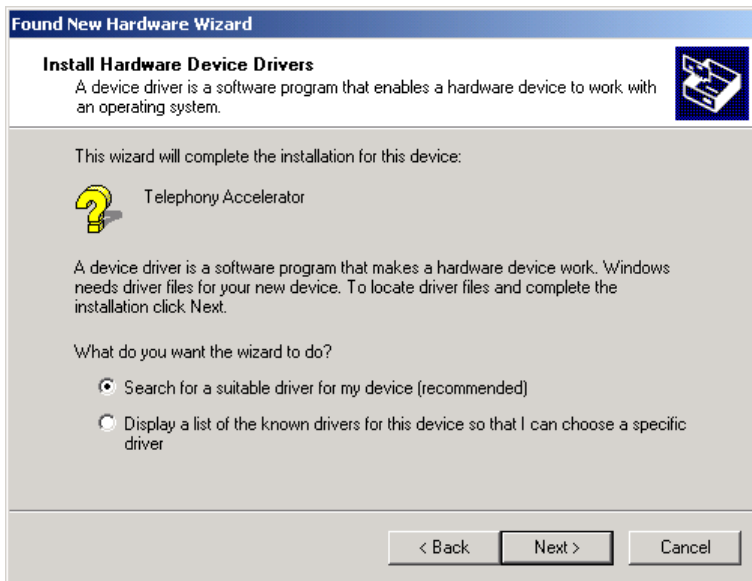 Found New Hardware Wizard
Install Hardware Device Drivers
A device driver is a software program that enables a hardware device to work with
an operating system.
This wizard will complete the installation for this device:
Telephony Accelerator
A device driver is a software program that makes a hardware device work. Windows
needs driver files for your new device. To locate driver files and complete the
installation click Next.
What do you want the wizard to do?
Search for a suitable driver for my device (recommended)
Display a list of the known drivers for this device so that I can choose a specific
driver
< Back
Next >
Cancel